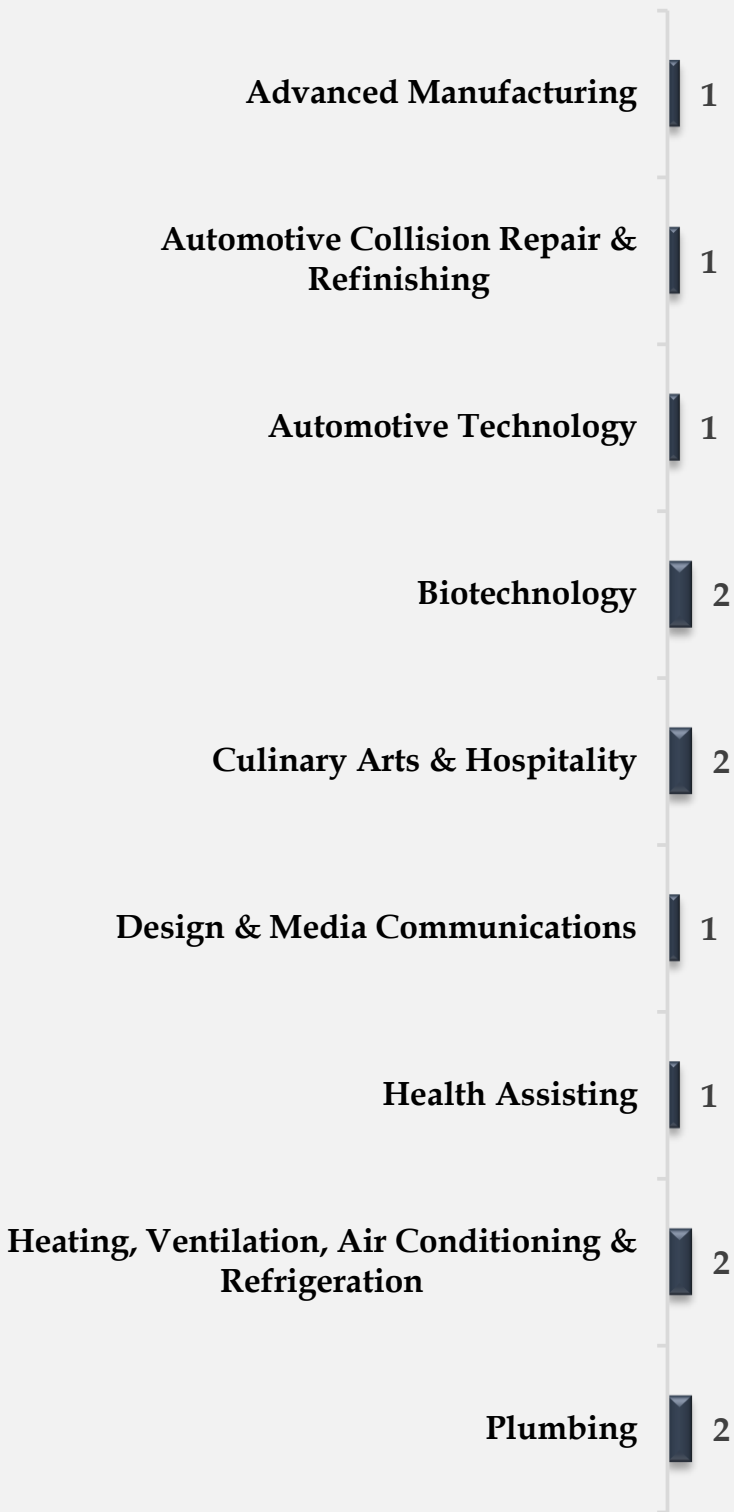 Advanced Manufacturing 1
Automotive Collision Repair &
Refinishing 1
Automotive Technology 1
Biotechnology 2
Culinary Arts & Hospitality 2
Design & Media Communications 1
Health Assisting 1
Heating, Ventilation, Air Conditioning &
Refrigeration 2
Plumbing 2